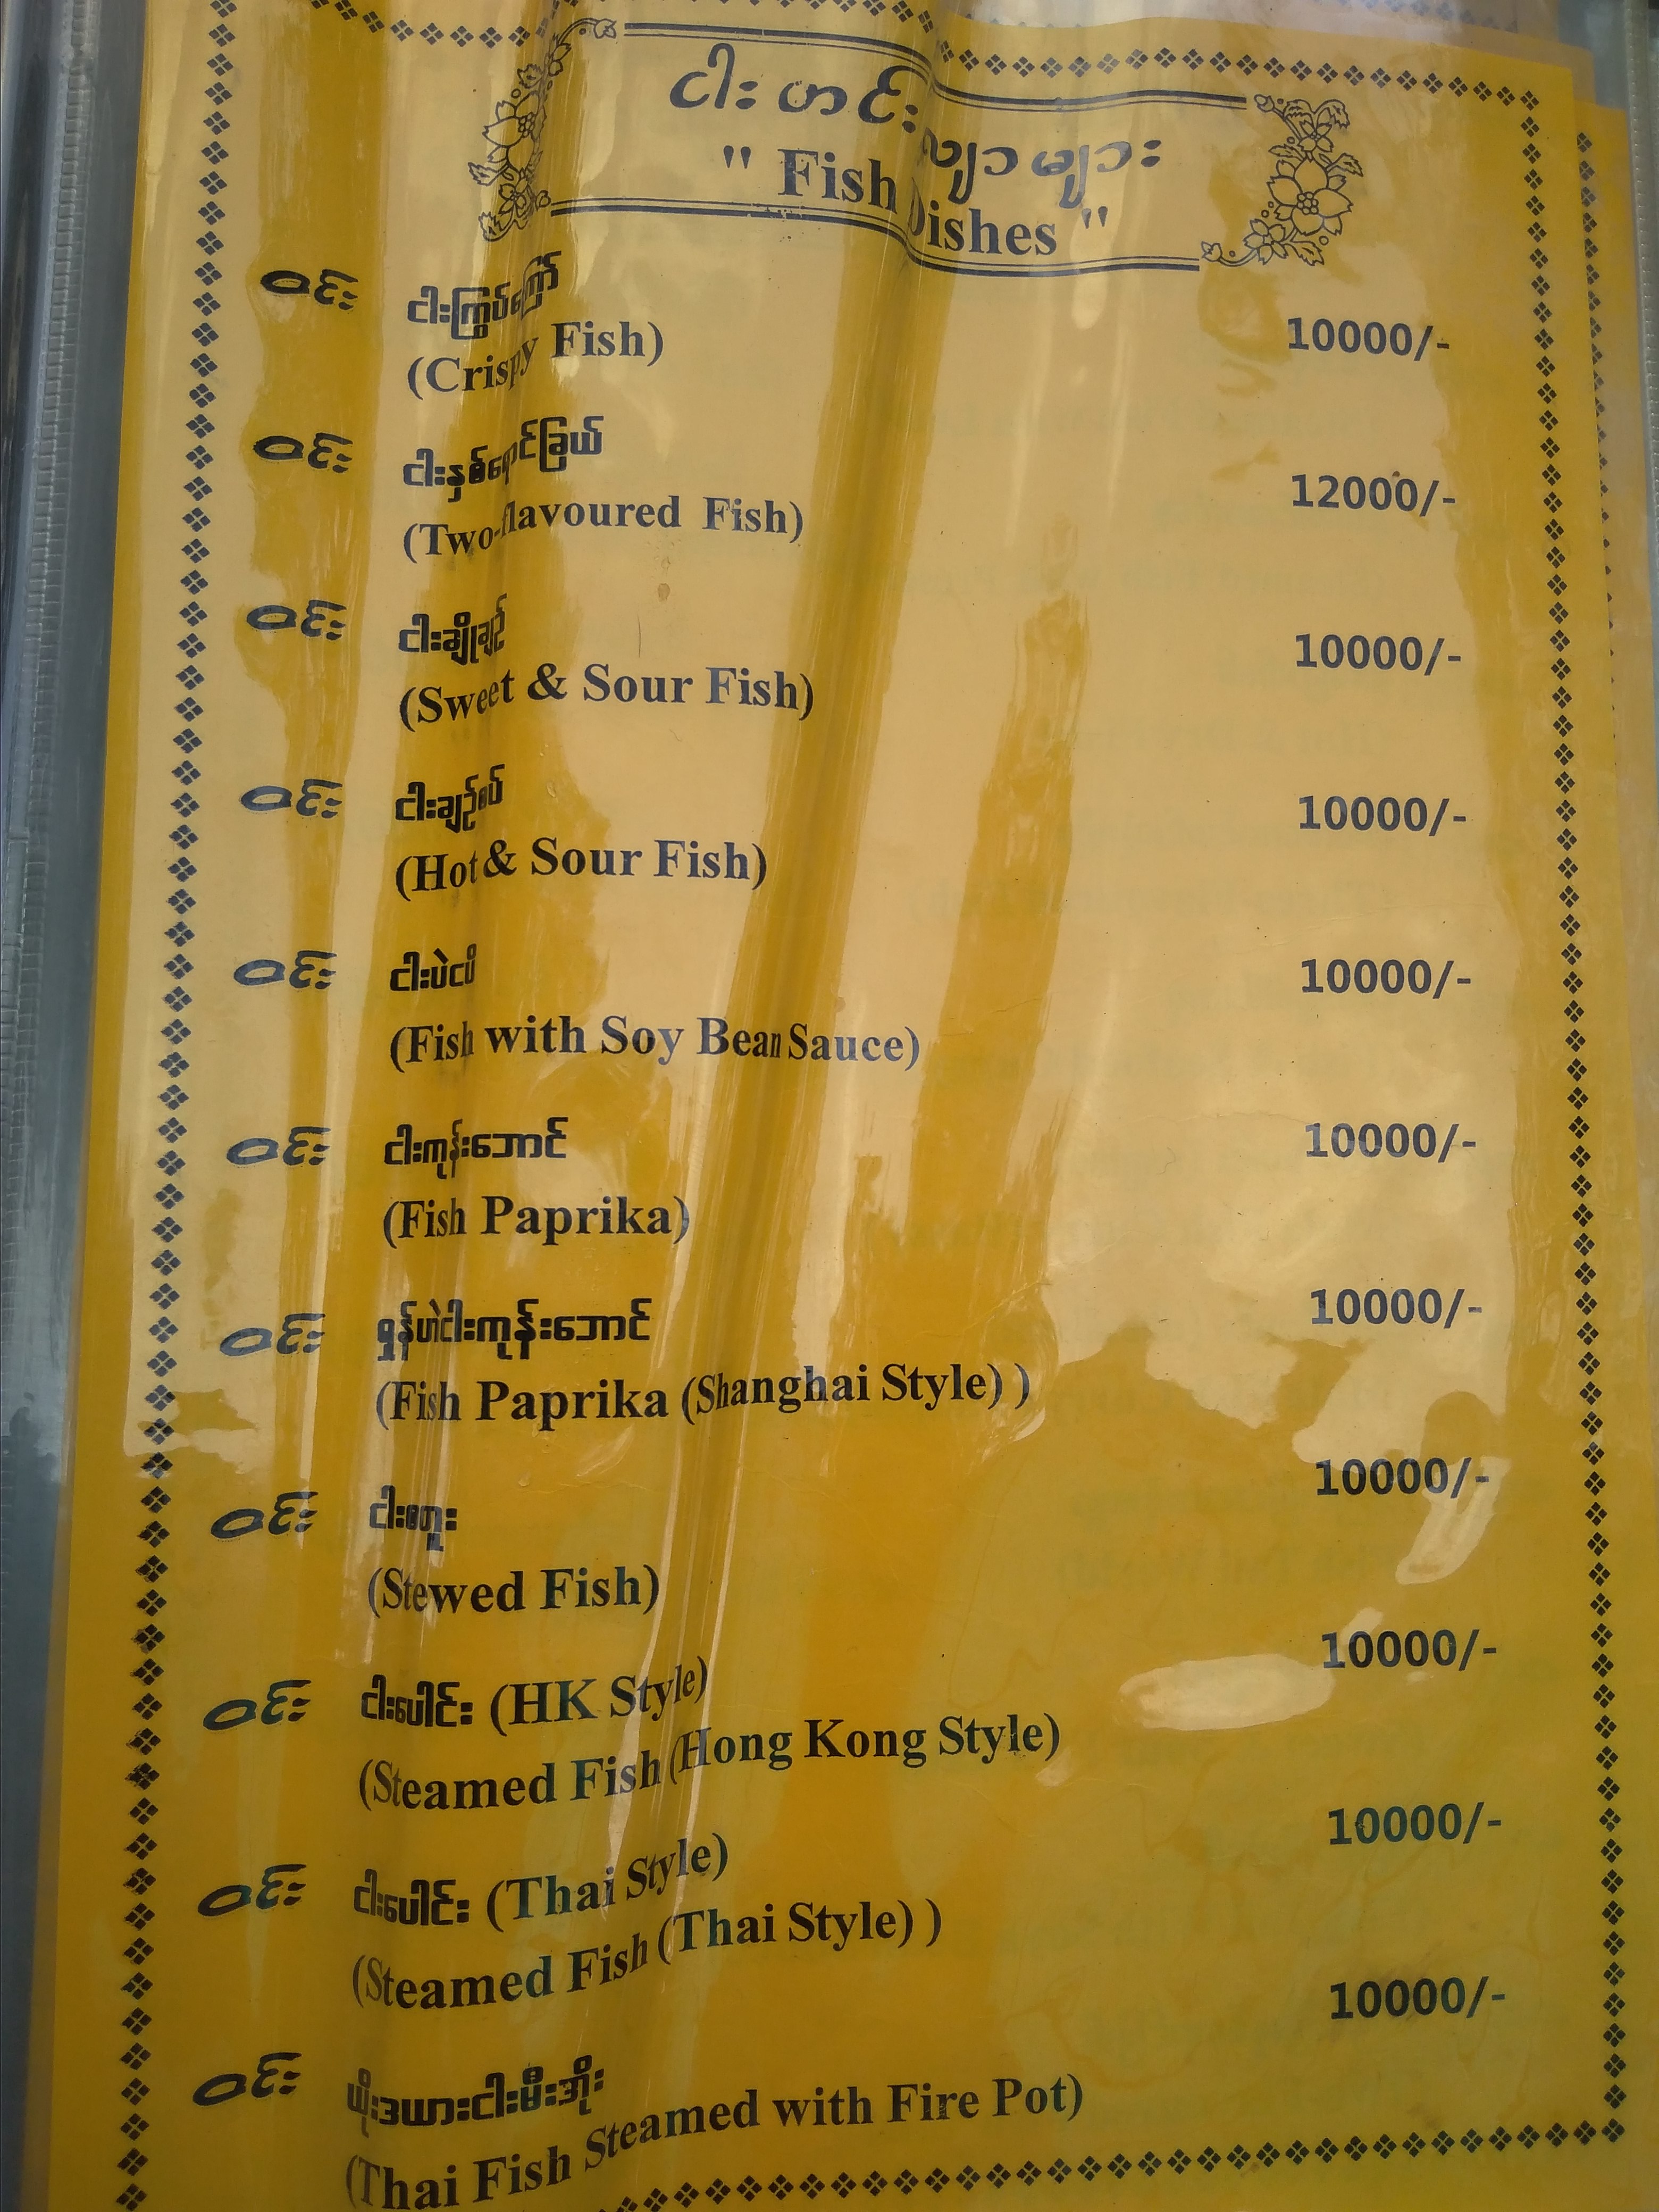 ငါး ဟင်းလျာ များ
" Fish Dishes "
ဝင်း ငါးကြွပ်ကြော်
(Crispy Fish) 10000/-
ဝင်း ငါးနှစ်ရောင်ခြယ်
(Two-flavoured Fish) 12000/-
ဝင်း ငါးချိုချဉ်
(Sweet & Sour Fish) 10000/-
ဝင်း ငါးချဉ်စပ်
(Hot & Sour Fish) 10000/-
ဝင်း ငါးပဲငပိ 10000/-
(Fish with Soy Bean Sauce)
ဝင်း ငါးကုန်းဘောင် 10000/-
(Fish Paprika)
ဝင်း ရှန်ဟဲငါးကုန်းဘောင် 10000/-
(Fish Paprika (Shanghai Style) )
ဝင်း ငါးစတူး 10000/-
(Stewed Fish)
ဝင်း ငါးပေါင်း (HK Style) 10000/-
(Steamed Fish (Hong Kong Style)
ဝင်း ငါးပေါင်း (Thai Style) 10000/-
(Steamed Fish (Thai Style) )
ဝင်း ယိုးဒယားငါးမီးအိုး 10000/-
(Thai Fish Steamed with Fire Pot)